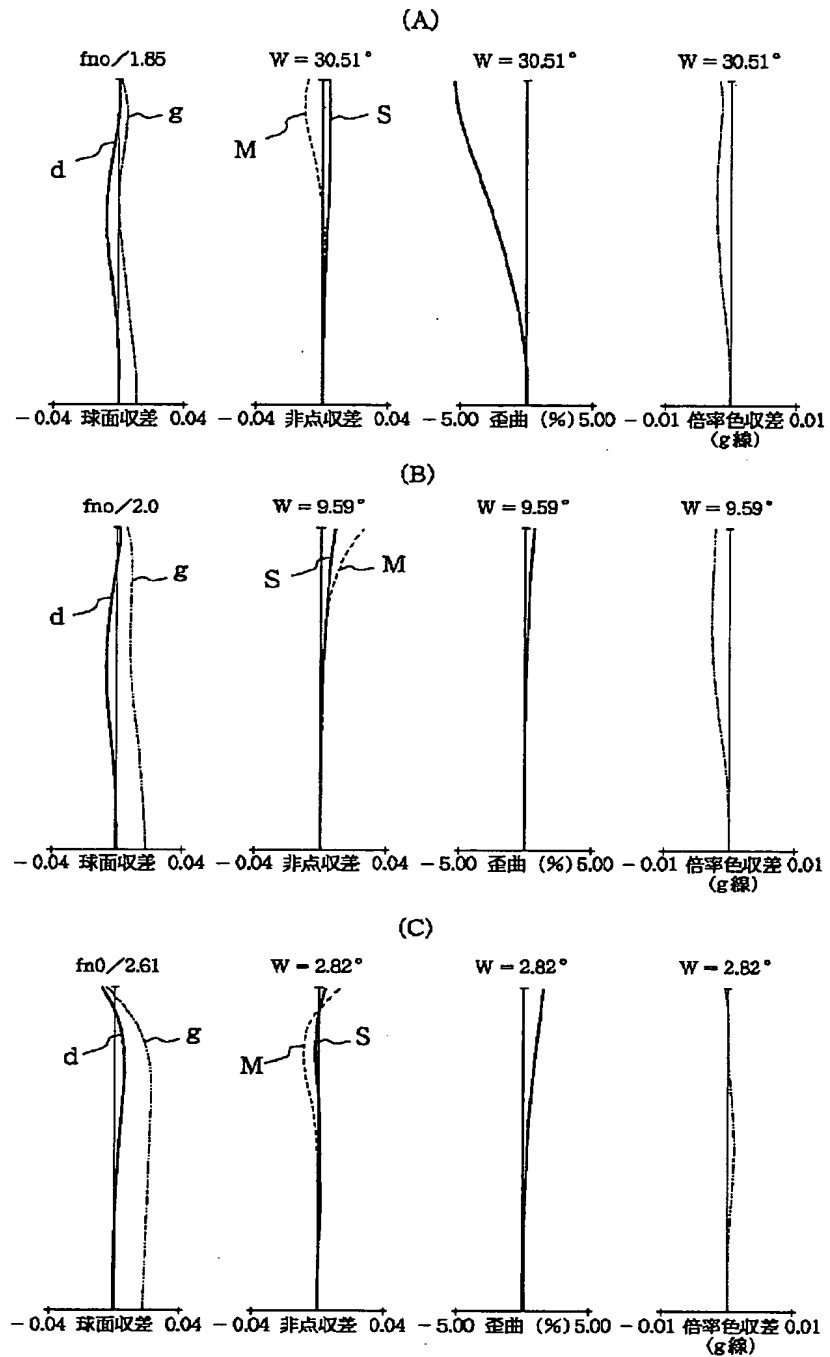 (A)
fno/1.85
W = 30.51°
W = 30.51°
W = 30.51°
g
S
d
M
-0.04 球面収差 0.04
-0.04 非点収差 0.04
-5.00 歪曲 (%) 5.00
-0.01 倍率色収差 0.01
(g線)
(B)
fno/2.0
W = 9.59°
W = 9.59°
W = 9.59°
g
S
M
d
-0.04 球面収差 0.04
-0.04 非点収差 0.04
-5.00 歪曲 (%) 5.00
-0.01 倍率色収差 0.01
(g線)
(C)
fn0/2.61
W = 2.82°
W = 2.82°
W = 2.82°
g
S
d
M
-0.04 球面収差 0.04
-0.04 非点収差 0.04
-5.00 歪曲 (%) 5.00
-0.01 倍率色収差 0.01
(g線)